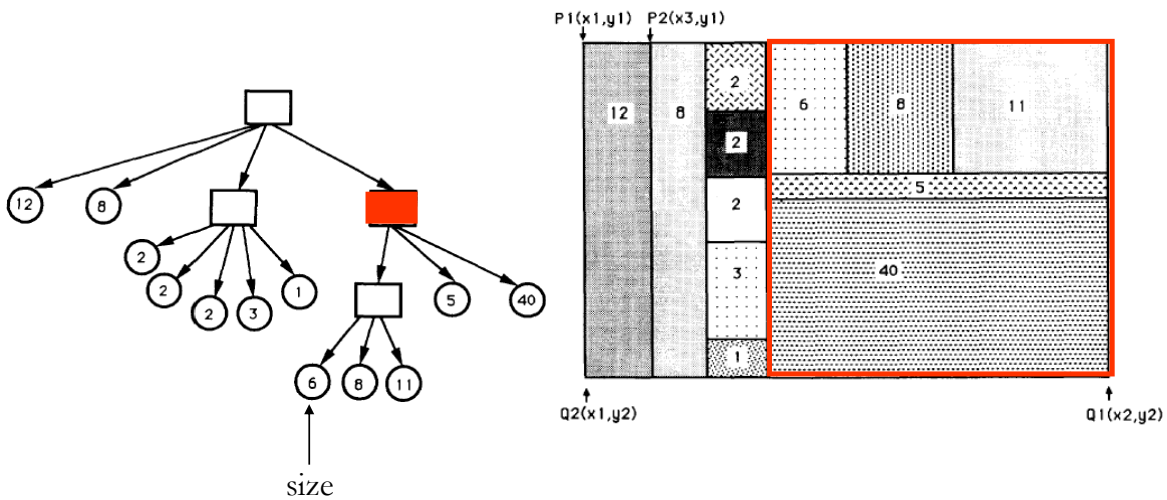 P1(x1,y1) P2(x3,y1)
12 8
2 2 2 3 1
5 40
6 8 11
size
12 8 2 6 8 11
2
5
2
40
3
1
Q2(x1,y2) Q1(x2,y2)